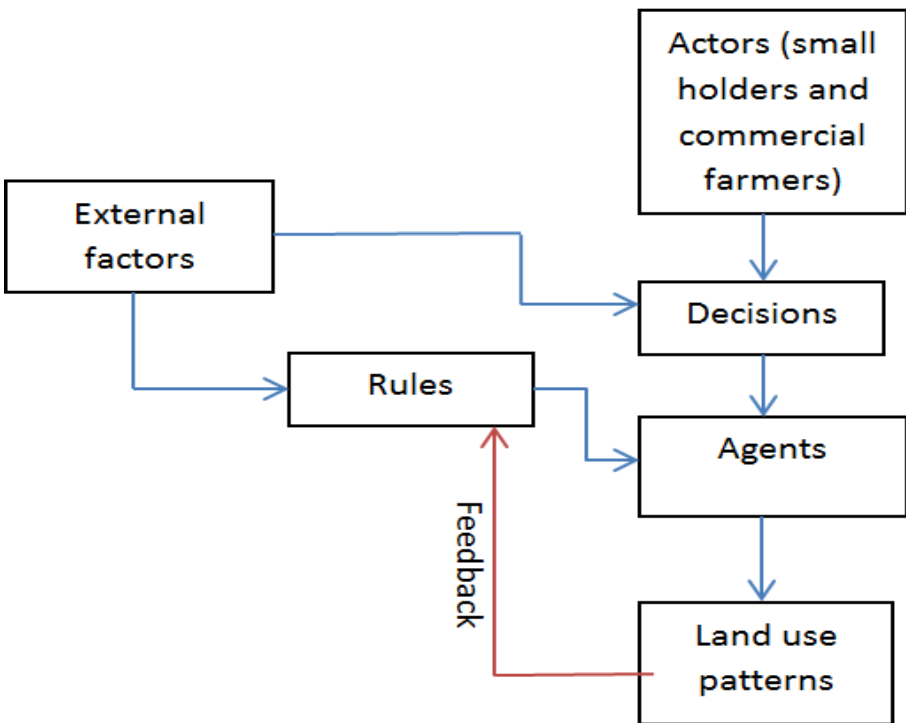 Actors (small
holders and
commercial
farmers)
External
factors
Decisions
Rules
Agents
Feedback
Land use
patterns